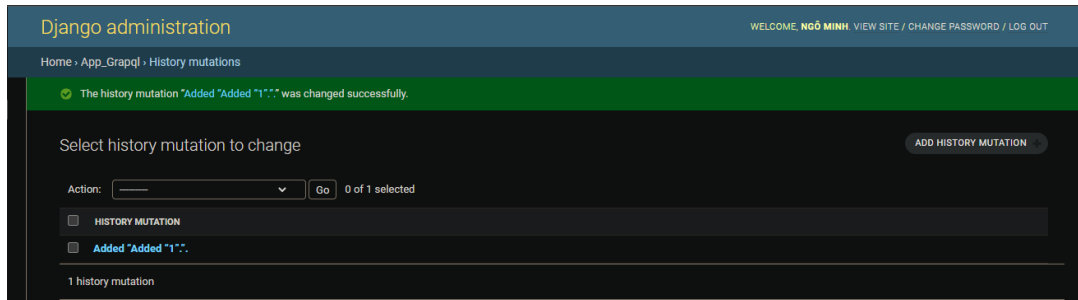 Django administration
WELCOME, NGÔ MINH. VIEW SITE / CHANGE PASSWORD / LOG OUT
Home › App_Grapql › History mutations
The history mutation “Added “Added “1”.”.” was changed successfully.
Select history mutation to change
ADD HISTORY MUTATION +
Action: --------- Go 0 of 1 selected
HISTORY MUTATION
Added “Added “1”.”.
1 history mutation